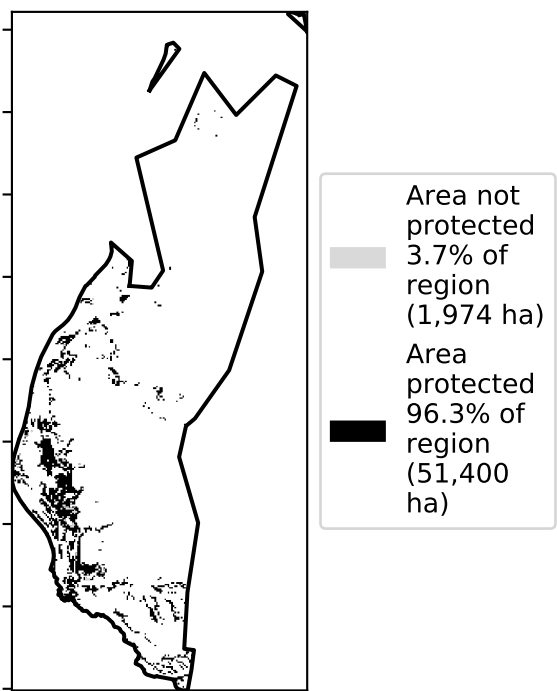 Area not
protected
3.7% of
region
(1,974 ha)
Area
protected
96.3% of
region
(51,400
ha)